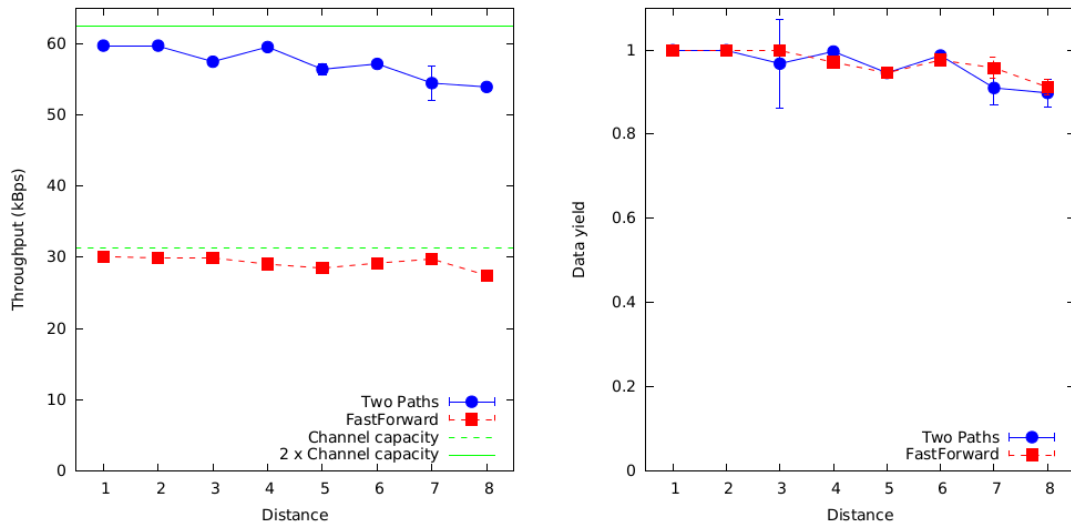 60
50
40
30
20
10
0
Throughput (kBps)
Two Paths
FastForward
Channel capacity
2 x Channel capacity
1 2 3 4 5 6 7 8
Distance
1
0.8
0.6
0.4
0.2
0
Data yield
Two Paths
FastForward
1 2 3 4 5 6 7 8
Distance